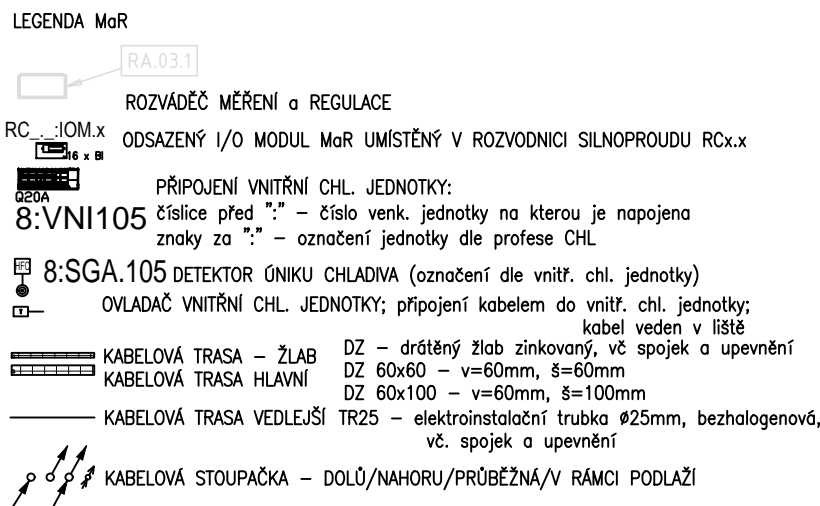 LEGENDA MaR
RA.03.1
ROZVÁDĚČ MĚŘENÍ a REGULACE
RC_._:IOM.x
16 x BI
ODSAZENÝ I/O MODUL MaR UMÍSTĚNÝ V ROZVODNICI SILNOPROUDU RCx.x
Q20A
PŘIPOJENÍ VNITŘNÍ CHL. JEDNOTKY:
8:VNI105
číslice před ":" – číslo venk. jednotky na kterou je napojena
znaky za ":" – označení jednotky dle profese CHL
HFC
8:SGA.105 DETEKTOR ÚNIKU CHLADIVA (označení dle vnitř. chl. jednotky)
T
OVLADAČ VNITŘNÍ CHL. JEDNOTKY; připojení kabelem do vnitř. chl. jednotky;
kabel veden v liště
KABELOVÁ TRASA – ŽLAB
DZ – drátěný žlab zinkovaný, vč spojek a upevnění
KABELOVÁ TRASA HLAVNÍ
DZ 60x60 – v=60mm, š=60mm
DZ 60x100 – v=60mm, š=100mm
KABELOVÁ TRASA VEDLEJŠÍ TR25 – elektroinstalační trubka Ø25mm, bezhalogenová,
vč. spojek a upevnění
KABELOVÁ STOUPAČKA – DOLŮ/NAHORU/PRŮBĚŽNÁ/V RÁMCI PODLAŽÍ